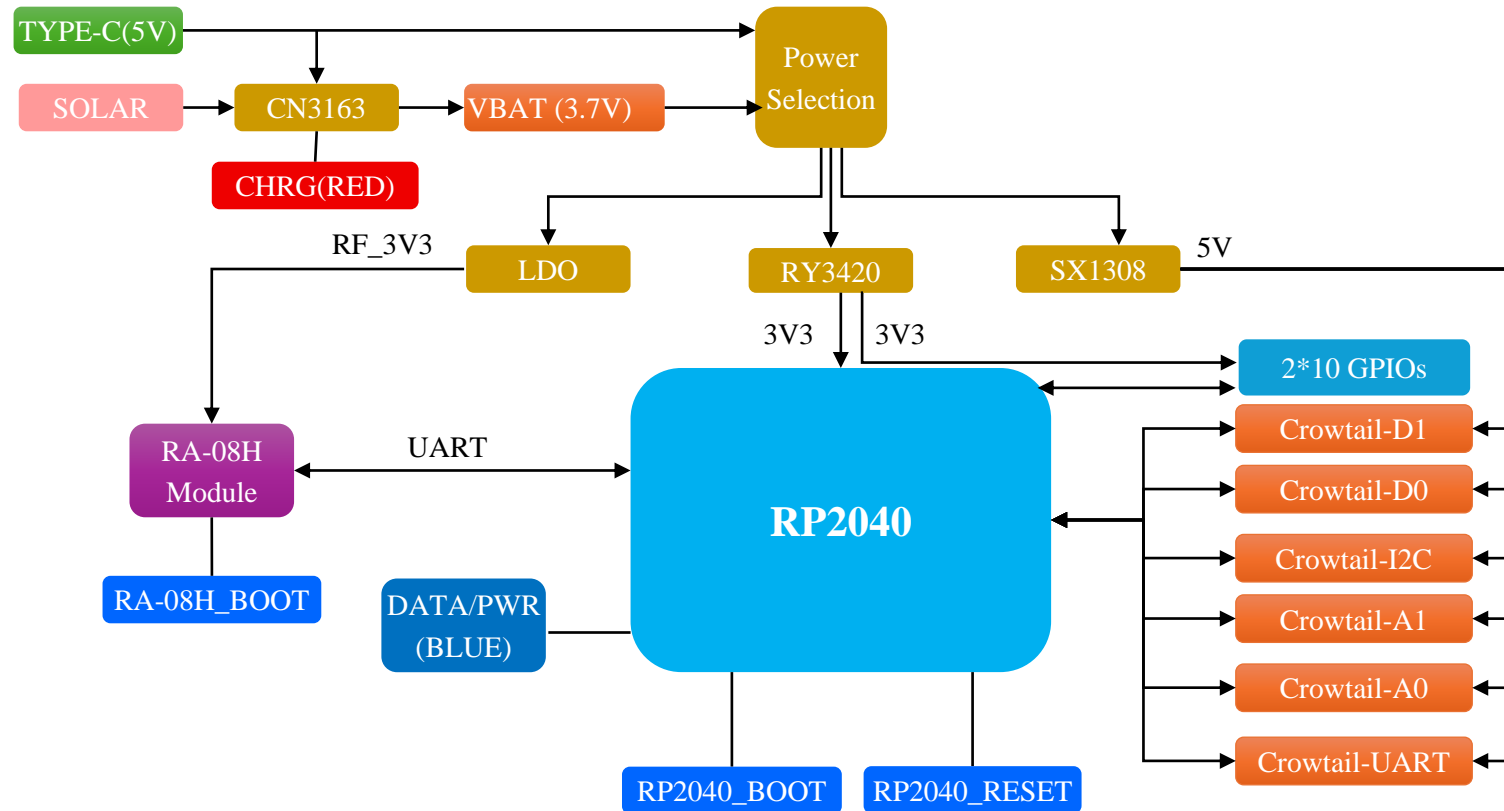 TYPE-C(5V)
Power
Selection
SOLAR
CN3163
VBAT (3.7V)
CHRG(RED)
RF_3V3
LDO
RY3420
SX1308
5V
3V3
3V3
2*10 GPIOs
Crowtail-D1
RA-08H
Module
UART
Crowtail-D0
RP2040
Crowtail-I2C
RA-08H_BOOT
DATA/PWR
(BLUE)
Crowtail-A1
Crowtail-A0
Crowtail-UART
RP2040_BOOT
RP2040_RESET